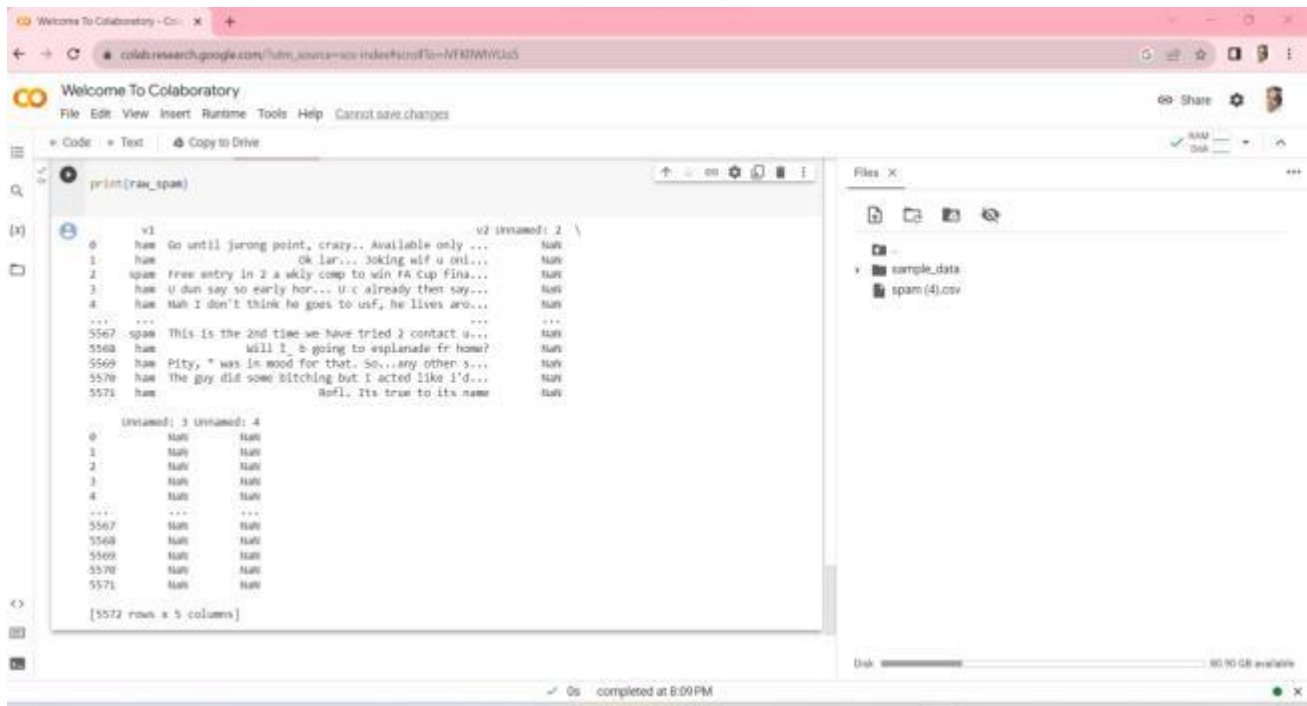 Welcome To Colaboratory - Col
Welcome To Colaboratory
File Edit View Insert Runtime Tools Help Cannot save changes
Share
+ Code + Text Copy to Drive
RAM
Disk
print(raw_spam)
Files
v1 v2 Unnamed: 2 \
0 ham Go until jurong point, crazy.. Available only ... NaN
1 ham Ok lar... Joking wif u oni... NaN
2 spam Free entry in 2 a wkly comp to win FA Cup fina... NaN
3 ham U dun say so early hor... U c already then say... NaN
4 ham Nah I don't think he goes to usf, he lives aro... NaN
... ... ... ...
5567 spam This is the 2nd time we have tried 2 contact u... NaN
5568 ham Will I_ b going to esplanade fr home? NaN
5569 ham Pity, * was in mood for that. So...any other s... NaN
5570 ham The guy did some bitching but I acted like i'd... NaN
5571 ham Rofl. Its true to its name NaN
Unnamed: 3 Unnamed: 4
0 NaN NaN
1 NaN NaN
2 NaN NaN
3 NaN NaN
4 NaN NaN
... ... ...
5567 NaN NaN
5568 NaN NaN
5569 NaN NaN
5570 NaN NaN
5571 NaN NaN
[5572 rows x 5 columns]
..
sample_data
spam (4).csv
Disk GB available
0s completed at 8:09 PM